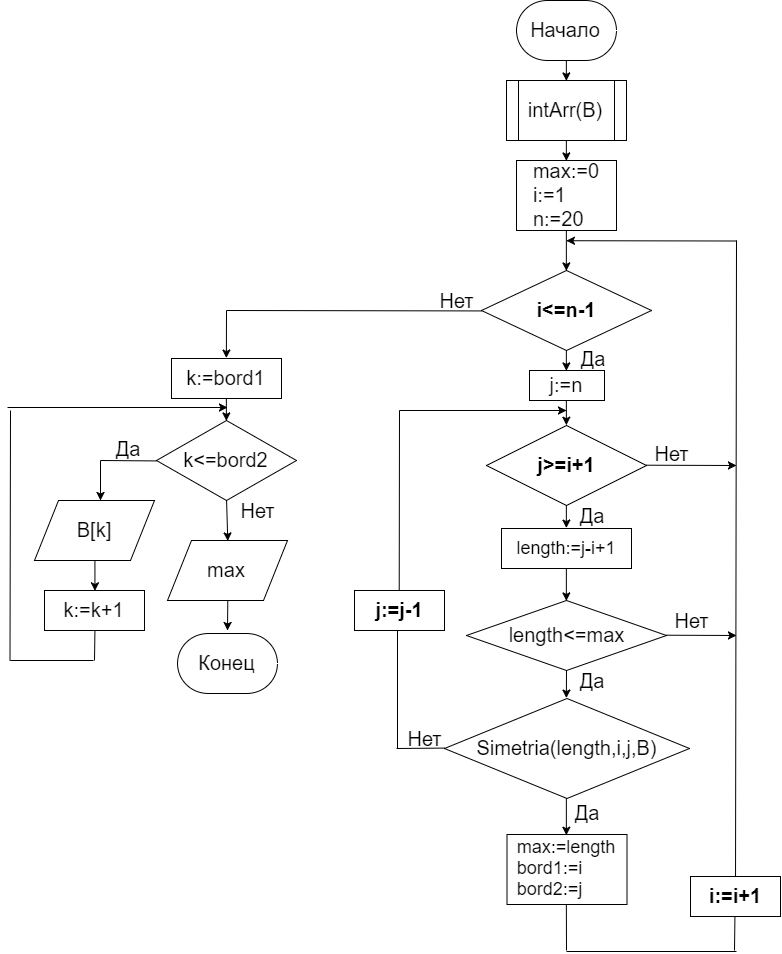 Начало
intArr(B)
max:=0
i:=1
n:=20
i<=n-1
Нет
Да
k:=bord1
j:=n
k<=bord2
Да
Нет
j>=i+1
Нет
Да
B[k]
max
length:=j-i+1
k:=k+1
j:=j-1
length<=max
Нет
Да
Конец
Simetria(length,i,j,B)
Нет
Да
max:=length
bord1:=i
bord2:=j
i:=i+1